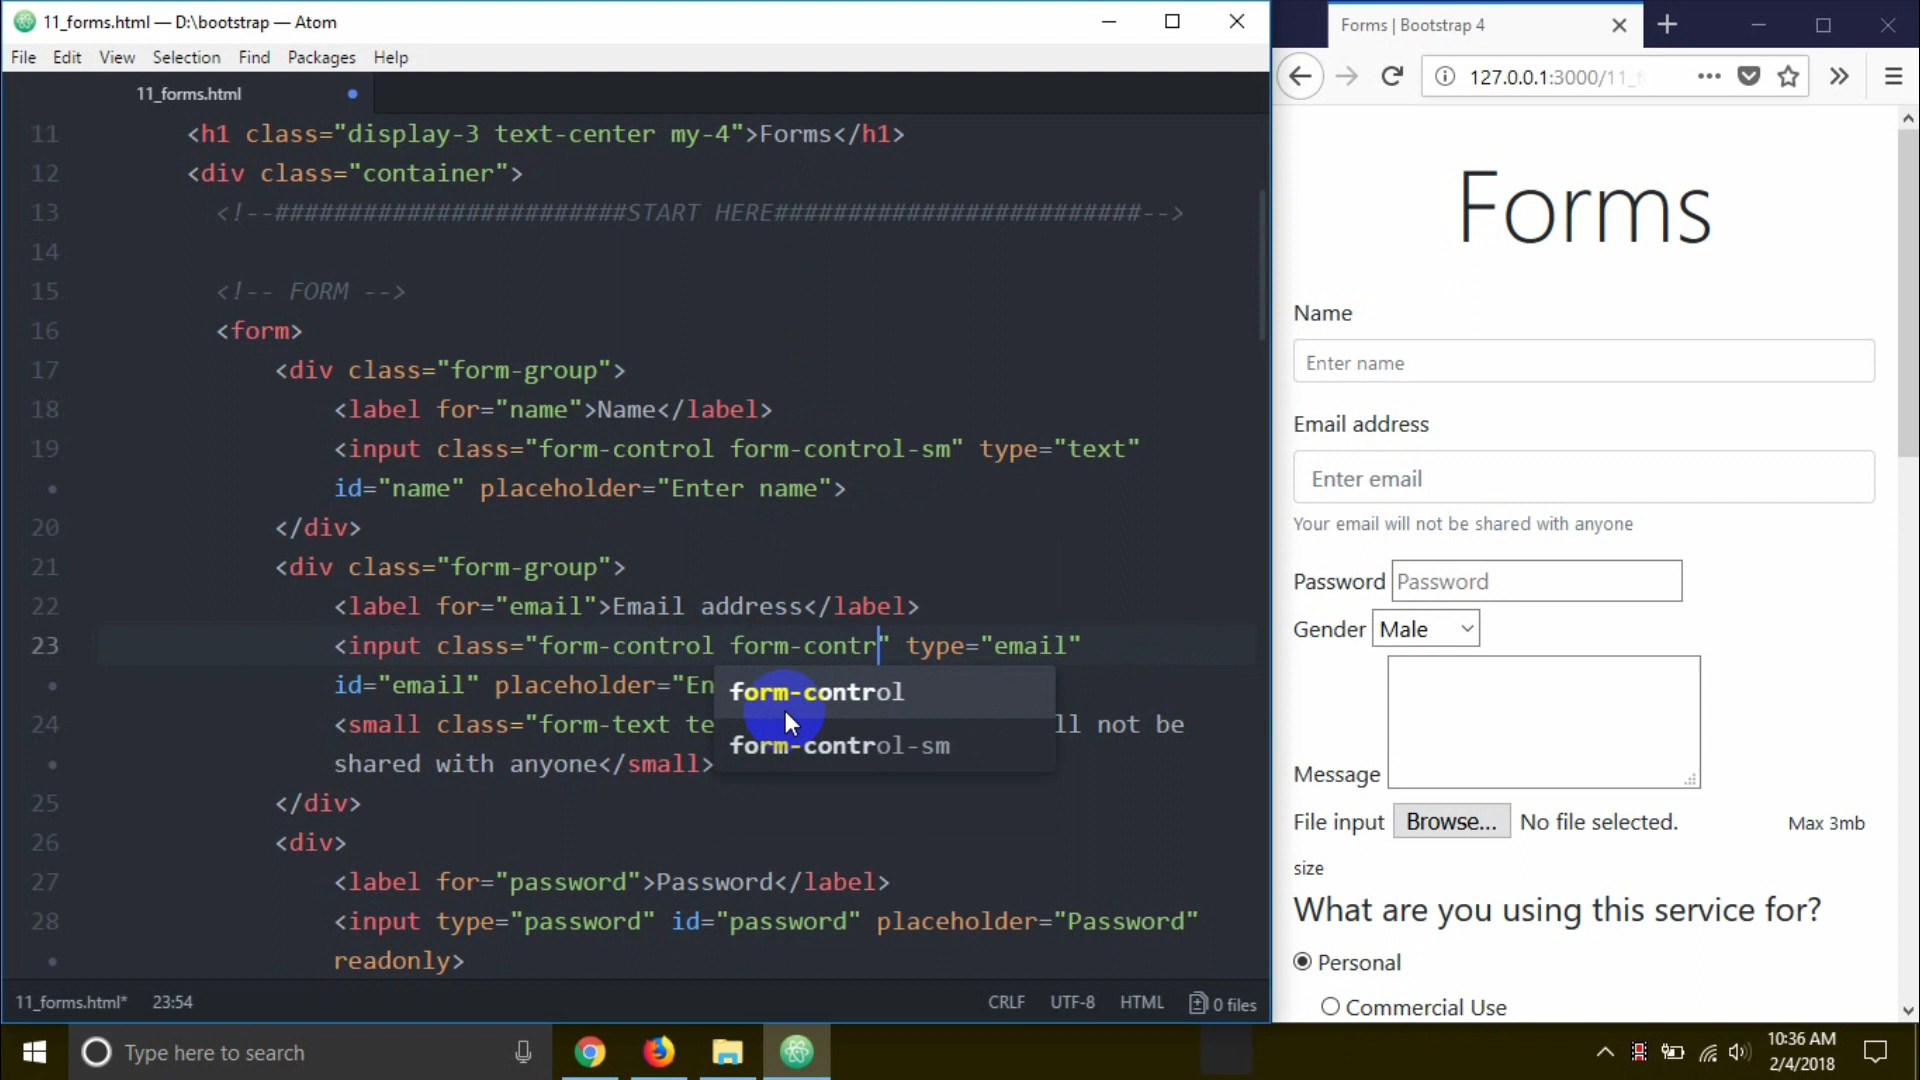 11_forms.html — D:\bootstrap — Atom
File Edit View Selection Find Packages Help
11_forms.html
11 <h1 class="display-3 text-center my-4">Forms</h1>
12 <div class="container">
13 <!--########################START HERE#########################-->
14
15 <!-- FORM -->
16 <form>
17 <div class="form-group">
18 <label for="name">Name</label>
19 <input class="form-control form-control-sm" type="text"
id="name" placeholder="Enter name">
20 </div>
21 <div class="form-group">
22 <label for="email">Email address</label>
23 <input class="form-control form-contr" type="email"
id="email" placeholder="En
form-control
24 <small class="form-text te
ll not be
form-control-sm
shared with anyone</small>
25 </div>
26 <div>
27 <label for="password">Password</label>
28 <input type="password" id="password" placeholder="Password"
readonly>
11_forms.html* 23:54 CRLF UTF-8 HTML 0 files
Forms | Bootstrap 4
127.0.0.1:3000/11_f
Forms
Name
Enter name
Email address
Enter email
Your email will not be shared with anyone
Password Password
Gender Male
Message
File input Browse... No file selected. Max 3mb
size
What are you using this service for?
Personal
Commercial Use
Type here to search
10:36 AM
2/4/2018